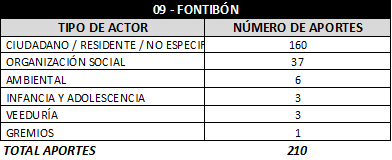 09 - FONTIBÓN
TIPO DE ACTOR NÚMERO DE APORTES
CIUDADANO / RESIDENTE / NO ESPECIF 160
ORGANIZACIÓN SOCIAL 37
AMBIENTAL 6
INFANCIA Y ADOLESCENCIA 3
VEEDURÍA 3
GREMIOS 1
TOTAL APORTES 210